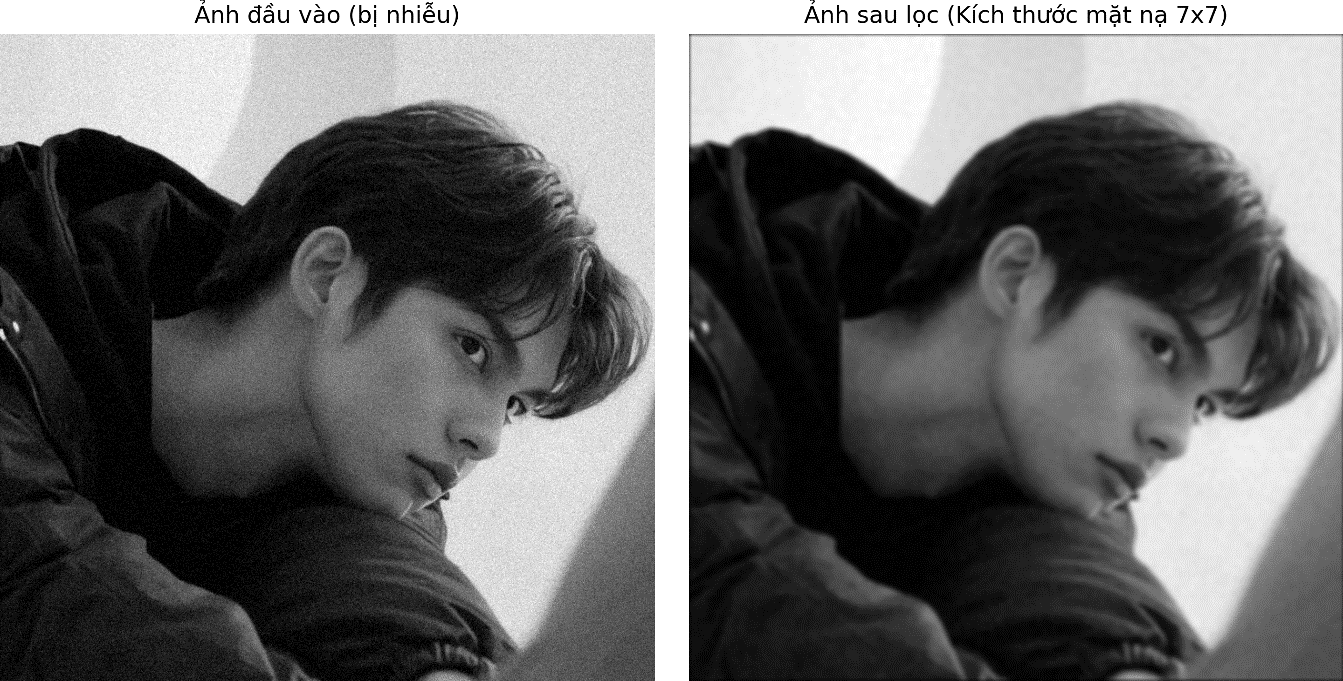 Ảnh đầu vào (bị nhiễu)
Ảnh sau lọc (Kích thước mặt nạ 7x7)